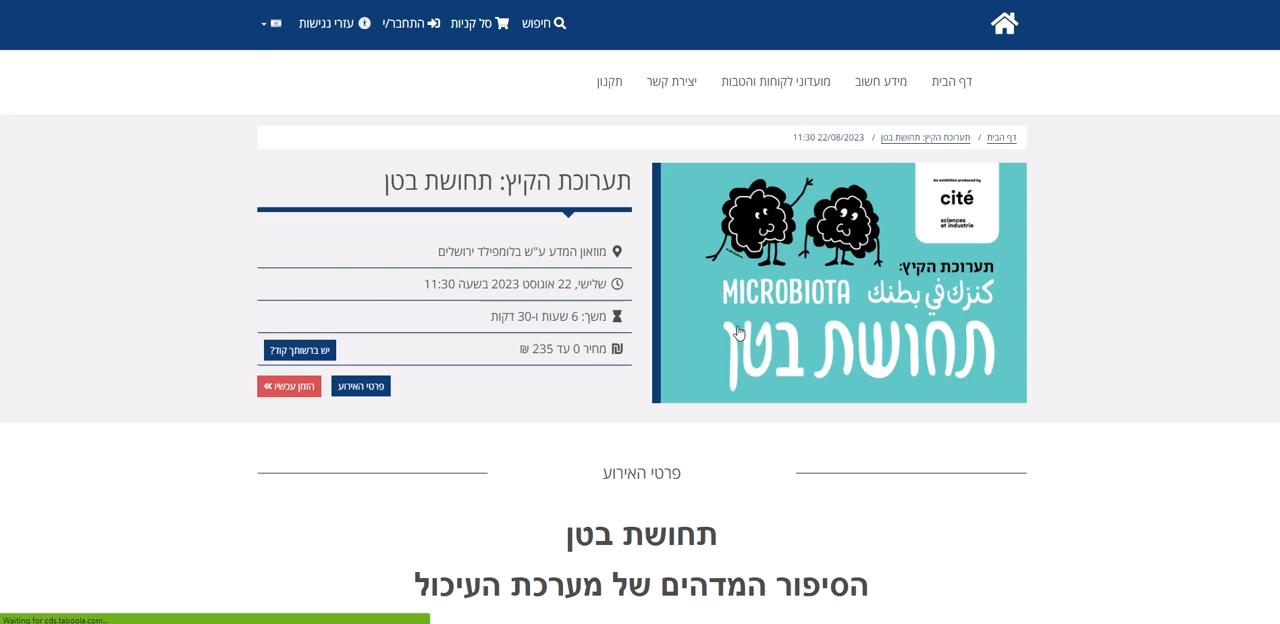 חיפוש
סל קניות
התחבר/י
עזרי נגישות
דף הבית
מידע חשוב
מועדוני לקוחות והטבות
יצירת קשר
תקנון
דף הבית / תערוכת הקיץ: תחושת בטן / 22/08/2023 11:30
An exhibition produced by
cité
sciences
et industrie
תערוכת הקיץ:
MICROBIOTA كنزك في بطنك
תחושת בטן
תערוכת הקיץ: תחושת בטן
מוזאון המדע ע"ש בלומפילד ירושלים
שלישי, 22 אוגוסט 2023 בשעה 11:30
משך: 6 שעות ו-30 דקות
מחיר 0 עד 235 ₪
יש ברשותך קוד?
פרטי האירוע
הזמן עכשיו »
פרטי האירוע
תחושת בטן
הסיפור המדהים של מערכת העיכול
Waiting for cds.taboola.com...